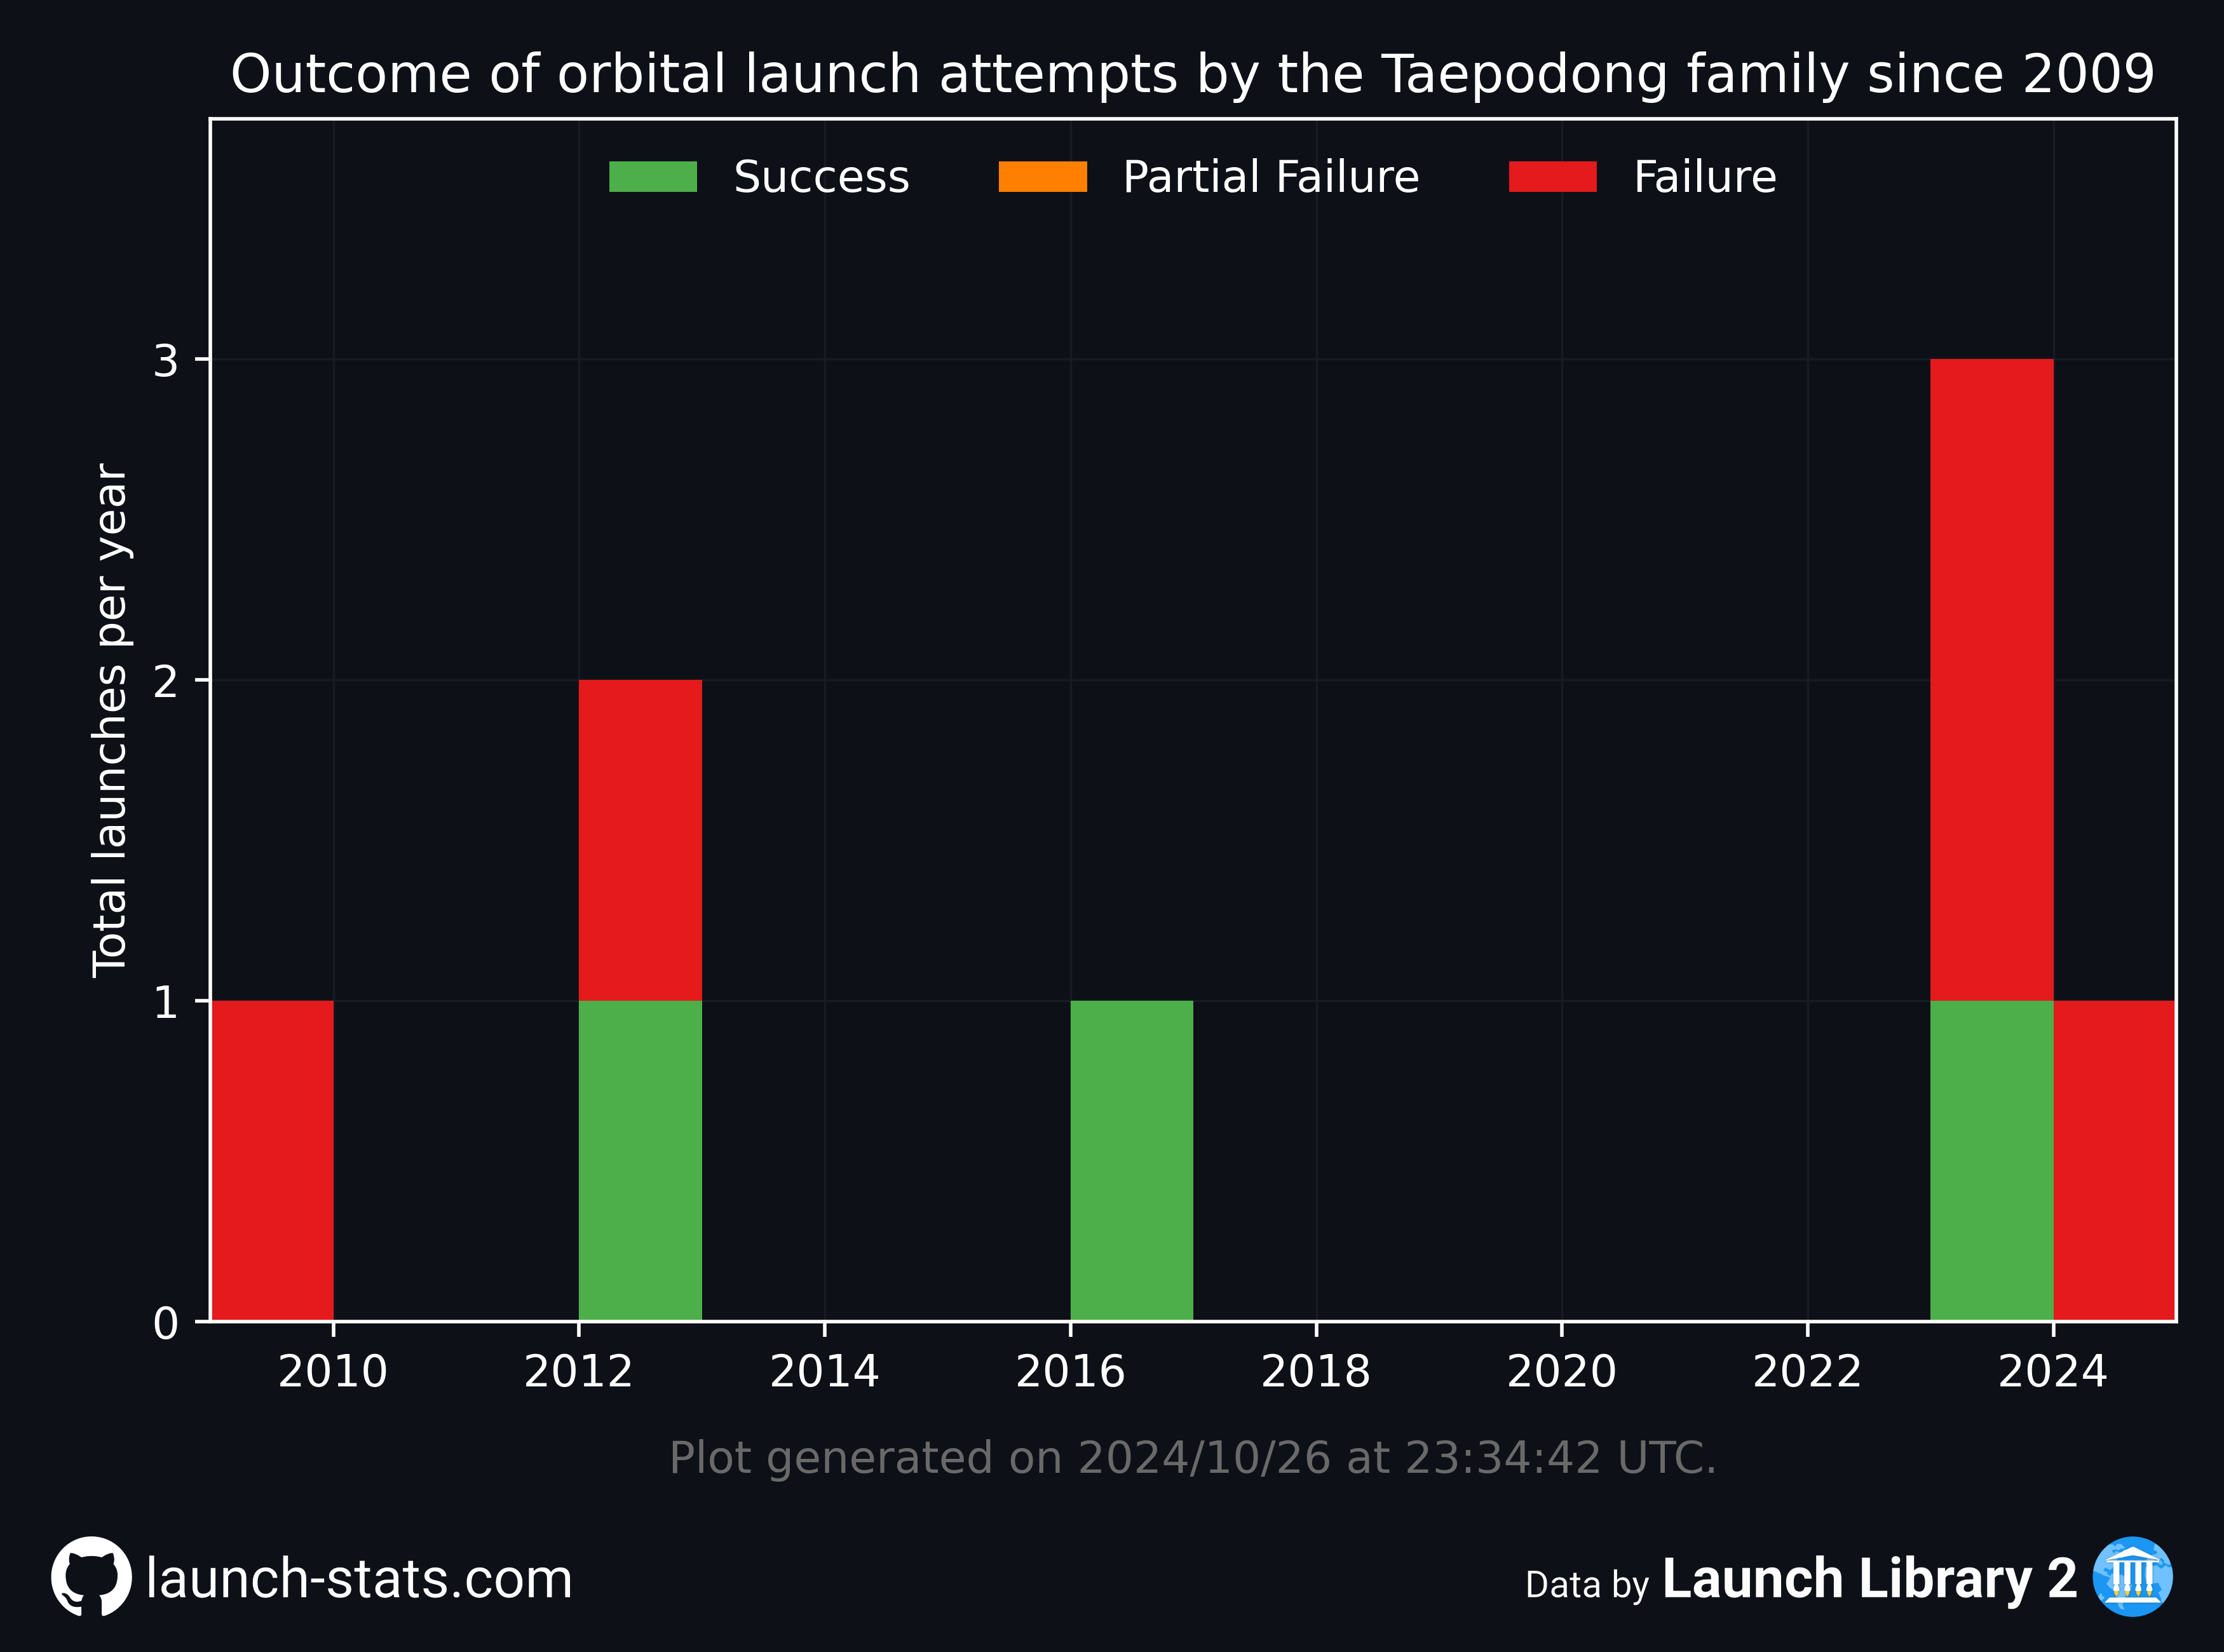 Outcome of orbital launch attempts by the Taepodong family since 2009
Success Partial Failure Failure
Total launches per year
3
2
1
0
2010 2012 2014 2016 2018 2020 2022 2024
Plot generated on 2024/10/26 at 23:34:42 UTC.
launch-stats.com
Data by Launch Library 2